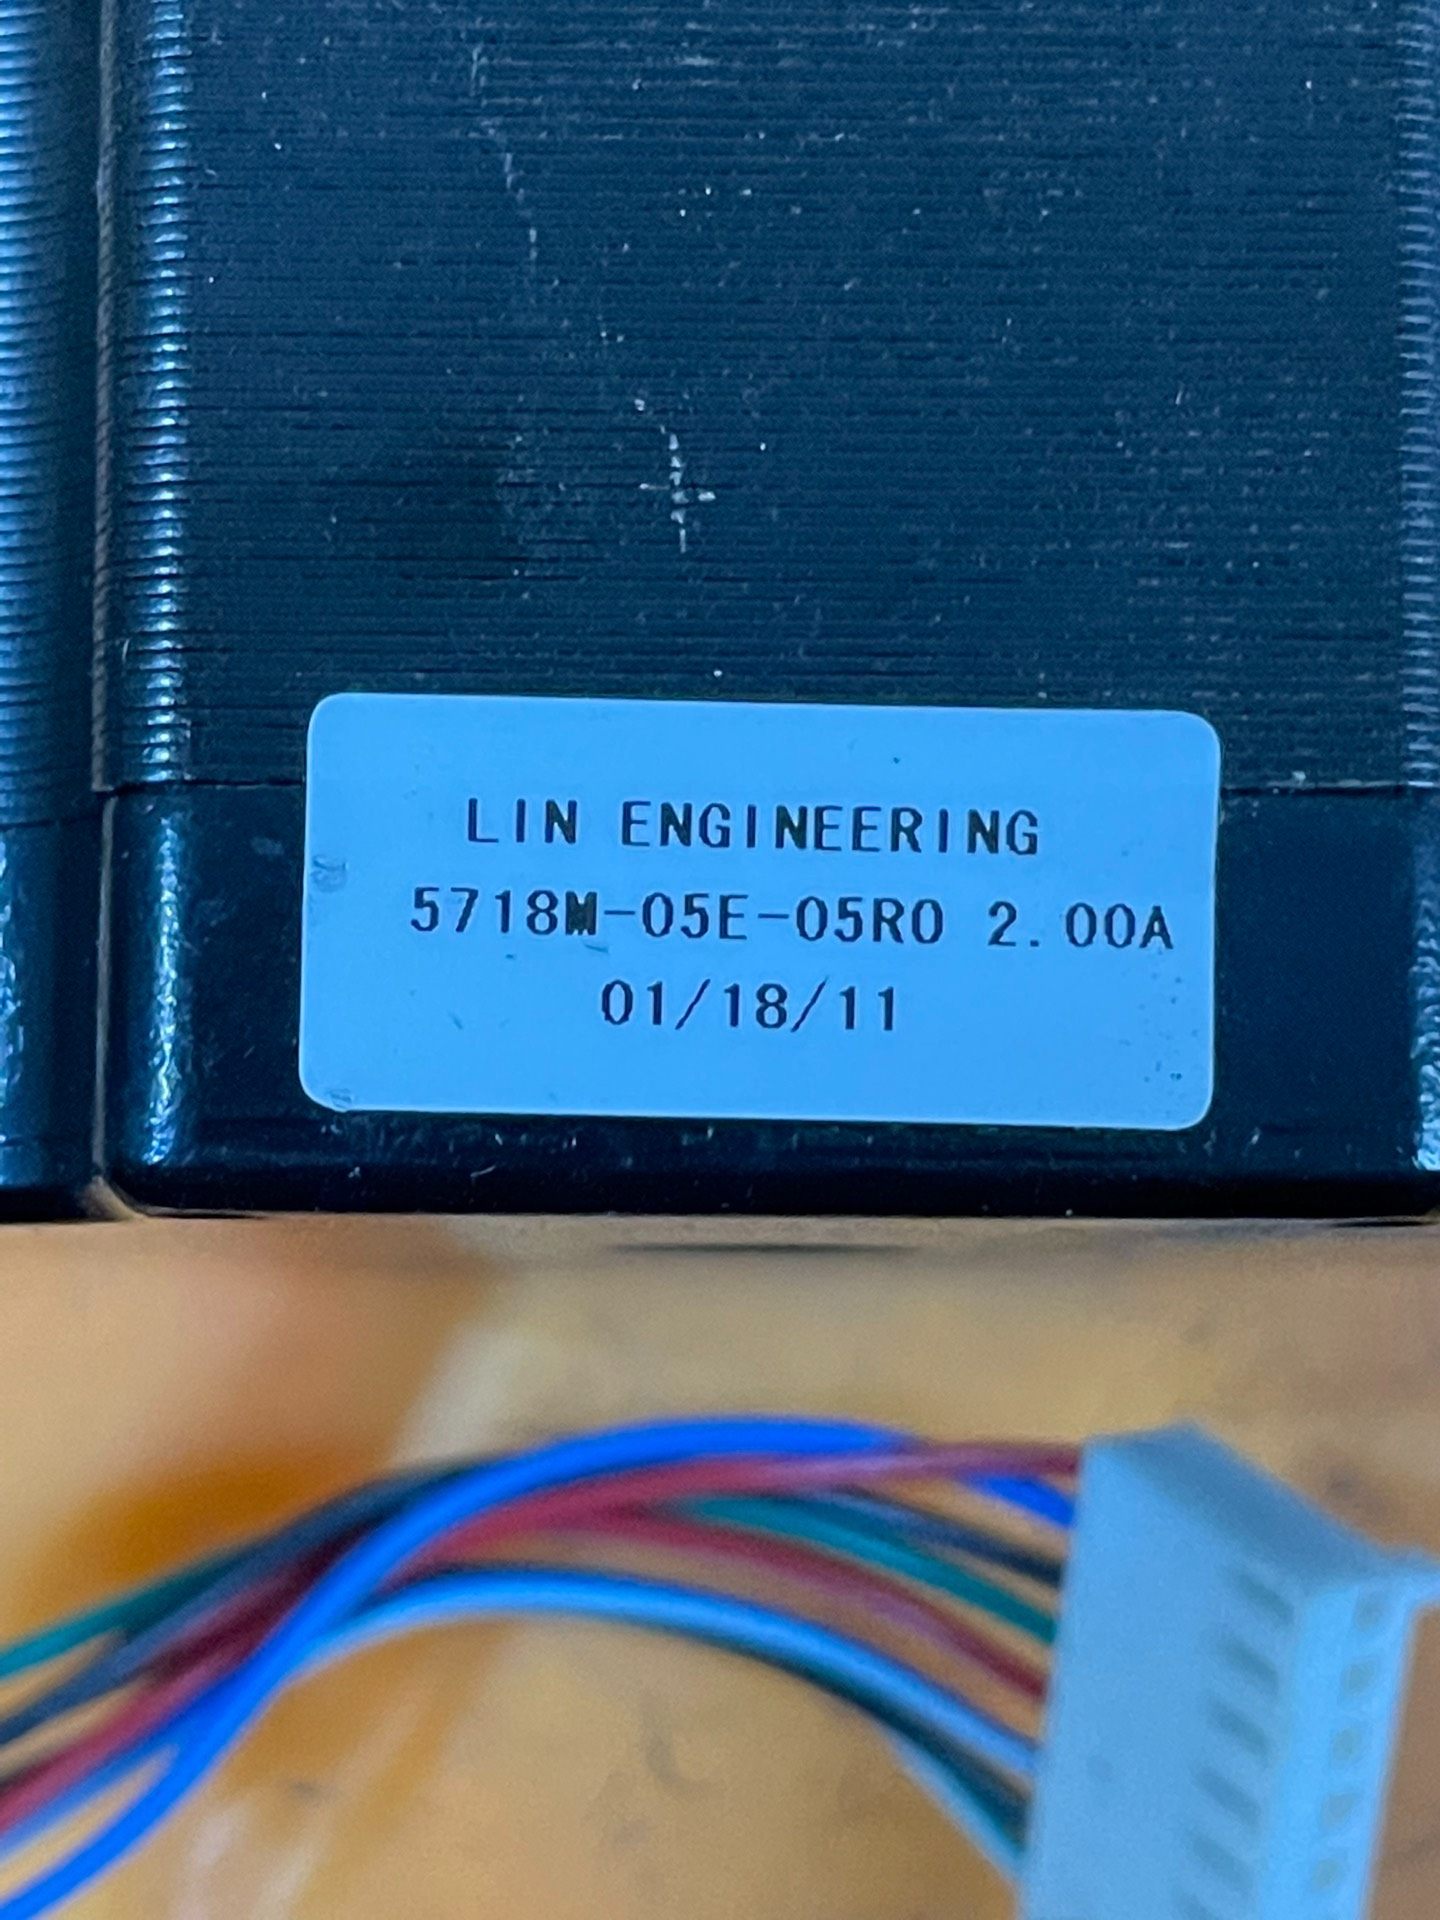 LIN ENGINEERING
5718M-05E-05RO 2.00A
01/18/11